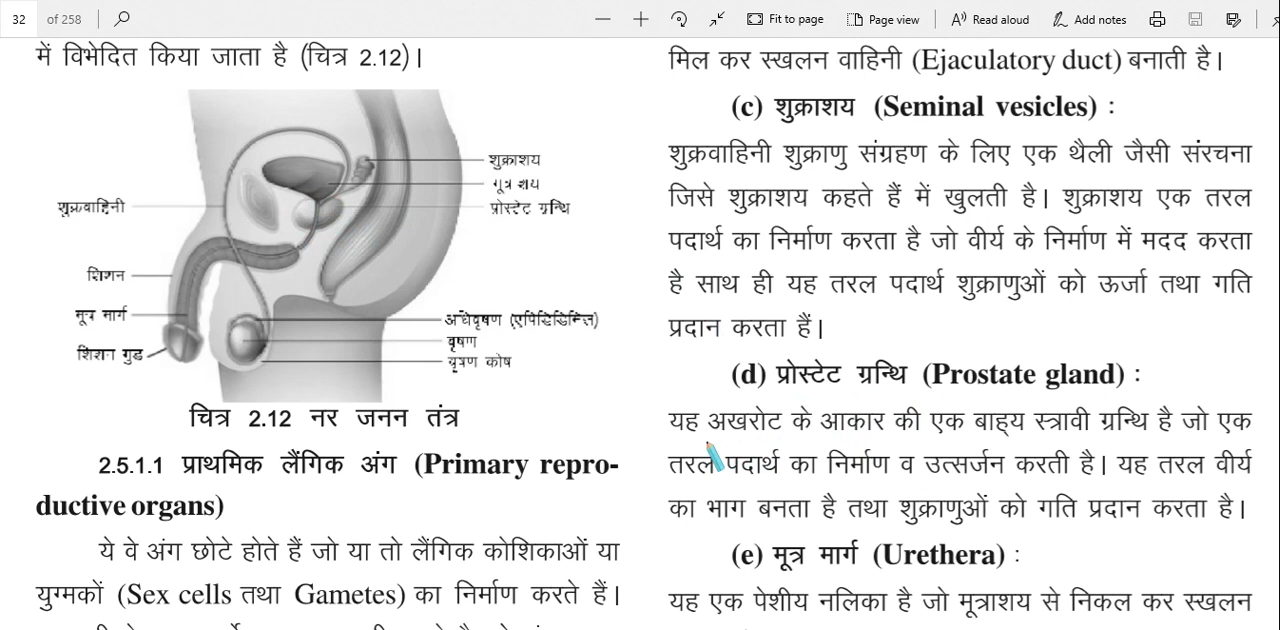 32 of 258 Fit to page Page view Read aloud Add notes
में विभेदित किया जाता है (चित्र 2.12)।
शुक्राशय
मूत्र शय
प्रोस्टेट ग्रन्थि
शुक्रवाहिनी
शिशन
मूत्र मार्ग
शिशन गुड
अधिवृषण (एपिडिडिमिज)
वृषण
वृषण कोष
चित्र 2.12 नर जनन तंत्र
2.5.1.1 प्राथमिक लैंगिक अंग (Primary repro-
ductive organs)
ये वे अंग छोटे होते हैं जो या तो लैंगिक कोशिकाओं या
युग्मकों (Sex cells तथा Gametes) का निर्माण करते हैं।
मिल कर स्खलन वाहिनी (Ejaculatory duct) बनाती है।
(c) शुक्राशय (Seminal vesicles) :
शुक्रवाहिनी शुक्राणु संग्रहण के लिए एक थैली जैसी संरचना
जिसे शुक्राशय कहते हैं में खुलती है। शुक्राशय एक तरल
पदार्थ का निर्माण करता है जो वीर्य के निर्माण में मदद करता
है साथ ही यह तरल पदार्थ शुक्राणुओं को ऊर्जा तथा गति
प्रदान करता हैं।
(d) प्रोस्टेट ग्रन्थि (Prostate gland) :
यह अखरोट के आकार की एक बाह्य स्त्रावी ग्रन्थि है जो एक
तरल पदार्थ का निर्माण व उत्सर्जन करती है। यह तरल वीर्य
का भाग बनता है तथा शुक्राणुओं को गति प्रदान करता है।
(e) मूत्र मार्ग (Urethera) :
यह एक पेशीय नलिका है जो मूत्राशय से निकल कर स्खलन